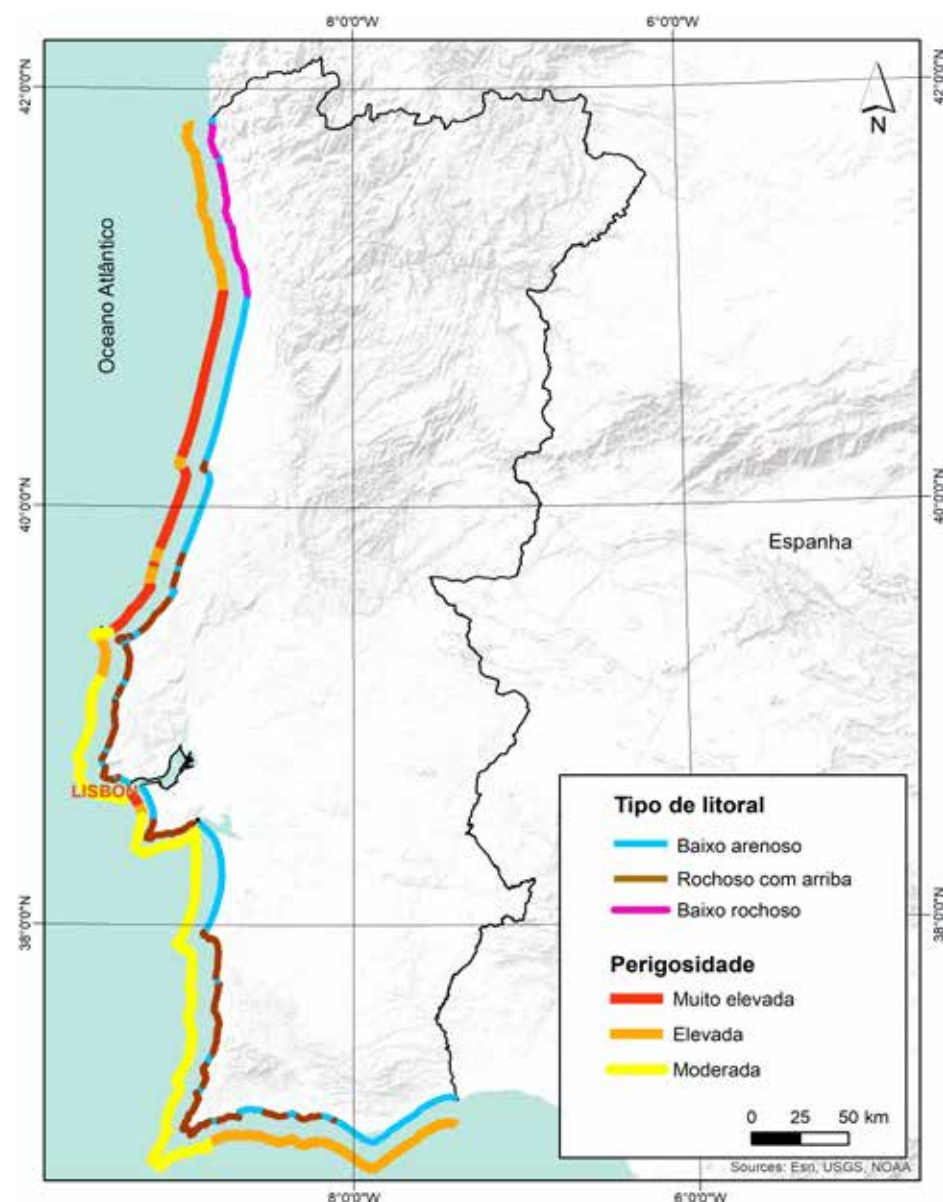 8°0'0"W
6°0'0"W
42°0'0"N
42°0'0"N
N
Oceano Atlântico
40°0'0"N
40°0'0"N
Espanha
LISBON
38°0'0"N
38°0'0"N
Tipo de litoral
Baixo arenoso
Rochoso com arriba
Baixo rochoso
Perigosidade
Muito elevada
Elevada
Moderada
0 25 50 km
Sources: Esri, USGS, NOAA
8°0'0"W
6°0'0"W